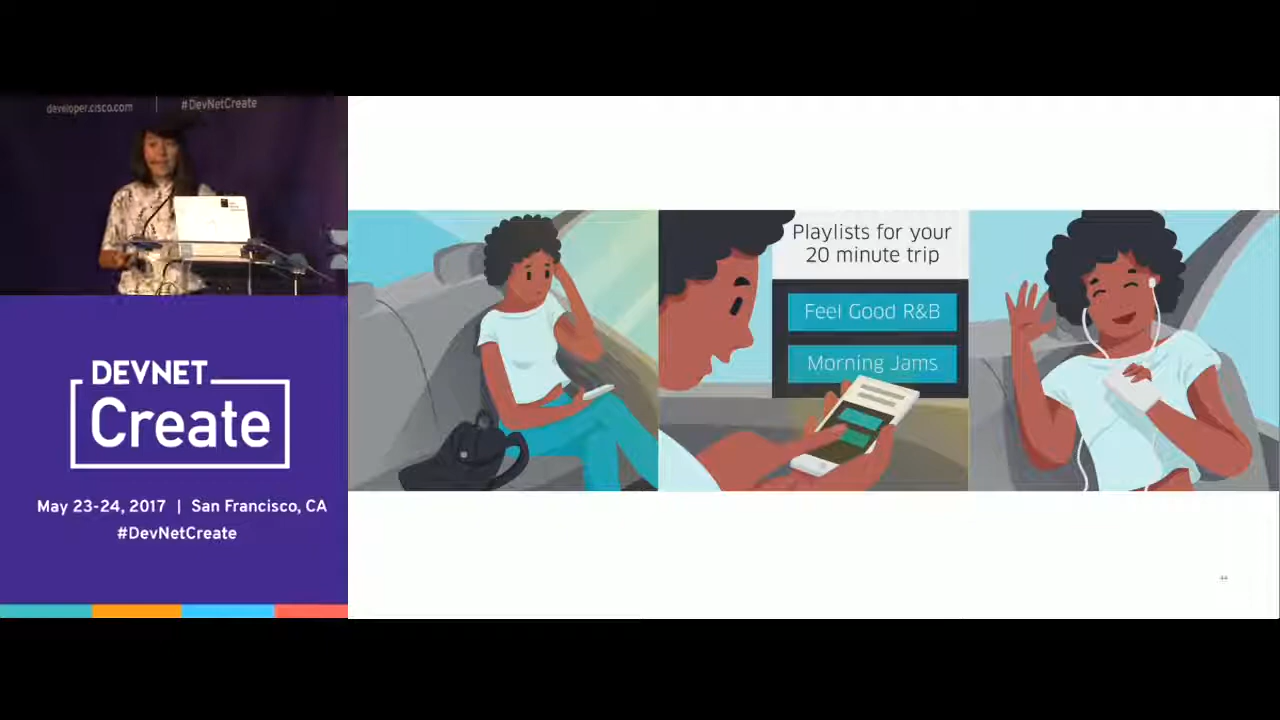 developer.cisco.com | #DevNetCreate
DEVNET
Create
May 23-24, 2017 | San Francisco, CA
#DevNetCreate
Playlists for your
20 minute trip
Feel Good R&B
Morning Jams